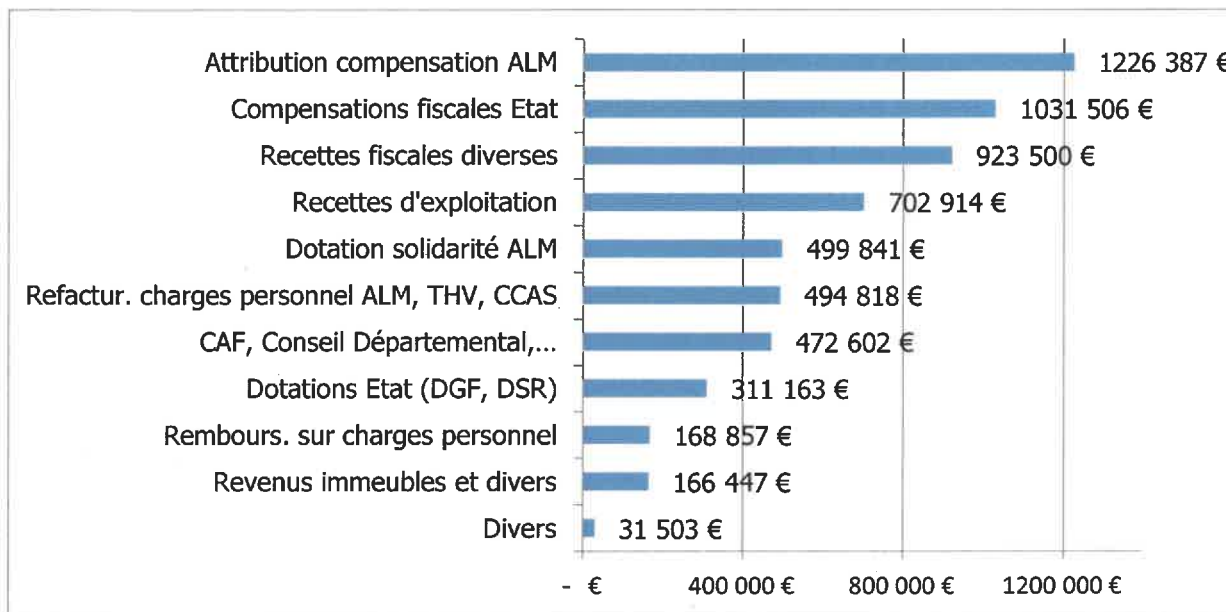 Attribution compensation ALM 1226 387 €
Compensations fiscales Etat 1031 506 €
Recettes fiscales diverses 923 500 €
Recettes d'exploitation 702 914 €
Dotation solidarité ALM 499 841 €
Refactur. charges personnel ALM, THV, CCAS 494 818 €
CAF, Conseil Départemental,... 472 602 €
Dotations Etat (DGF, DSR) 311 163 €
Rembours. sur charges personnel 168 857 €
Revenus immeubles et divers 166 447 €
Divers 31 503 €
- € 400 000 € 800 000 € 1200 000 €